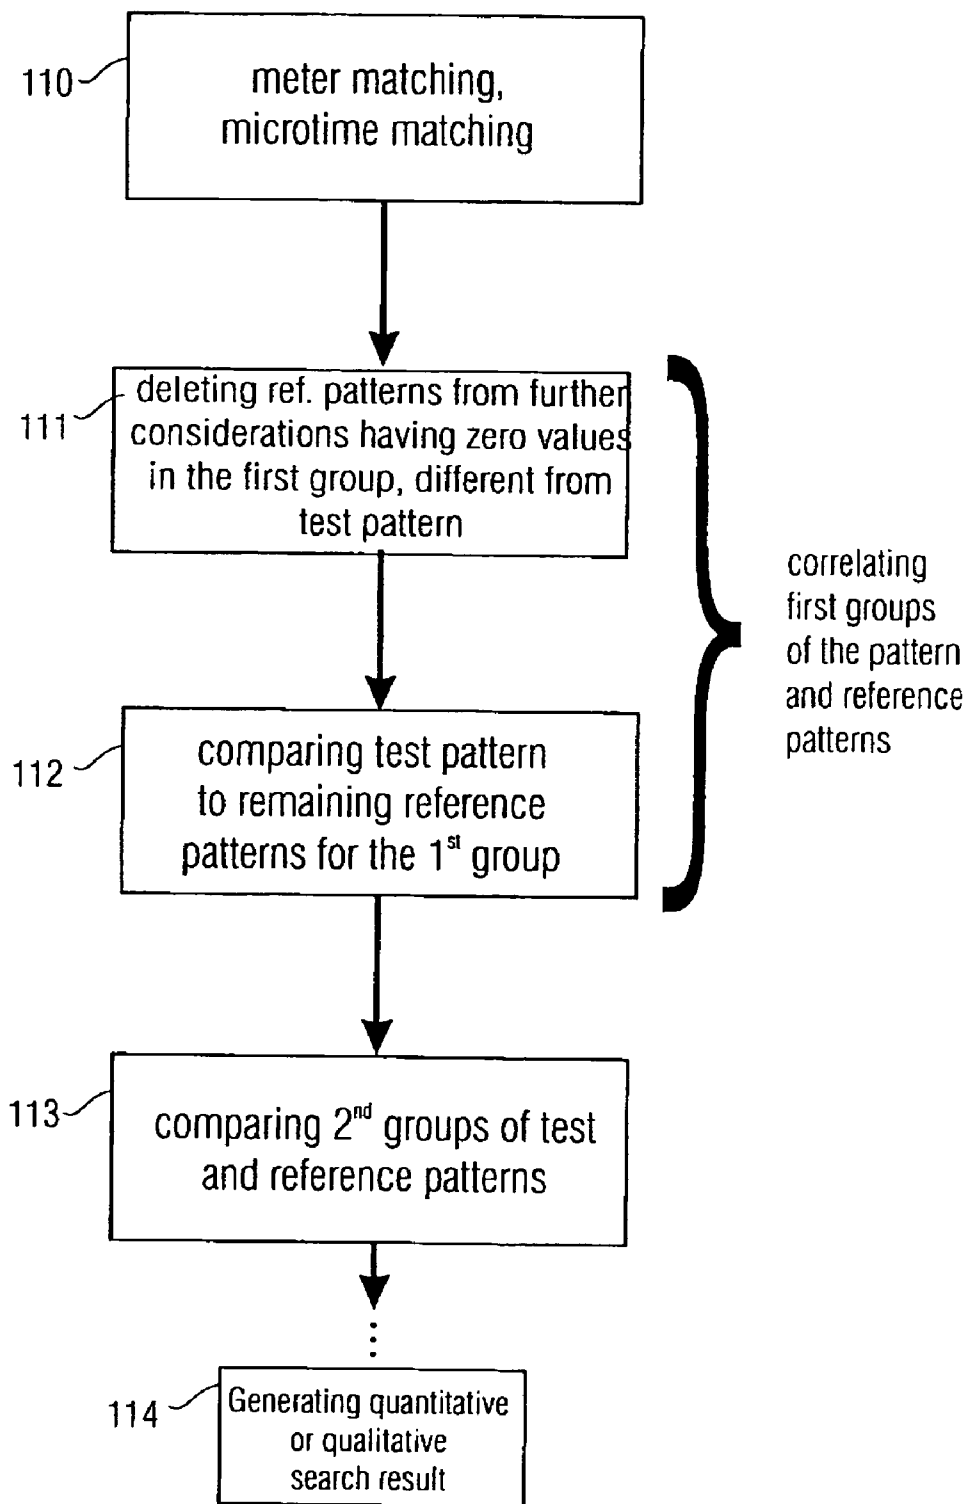 110
meter matching,
microtime matching
111
deleting ref. patterns from further
considerations having zero values
in the first group, different from
test pattern
correlating
first groups
of the pattern
and reference
patterns
112
comparing test pattern
to remaining reference
patterns for the 1st group
113
comparing 2nd groups of test
and reference patterns
114
Generating quantitative
or qualitative
search result